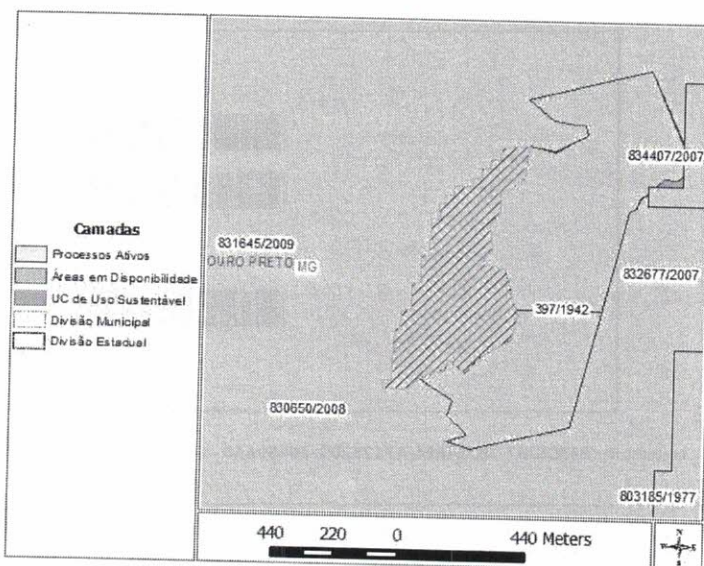 Camadas
Processos Ativos
Áreas em Disponibilidade
UC de Uso Sustentável
Divisão Municipal
Divisão Estadual
834407/2007
831645/2009
OURO PRETO MG
832677/2007
397/1942
830650/2008
803185/1977
440 220 0 440 Meters
N
W E
S